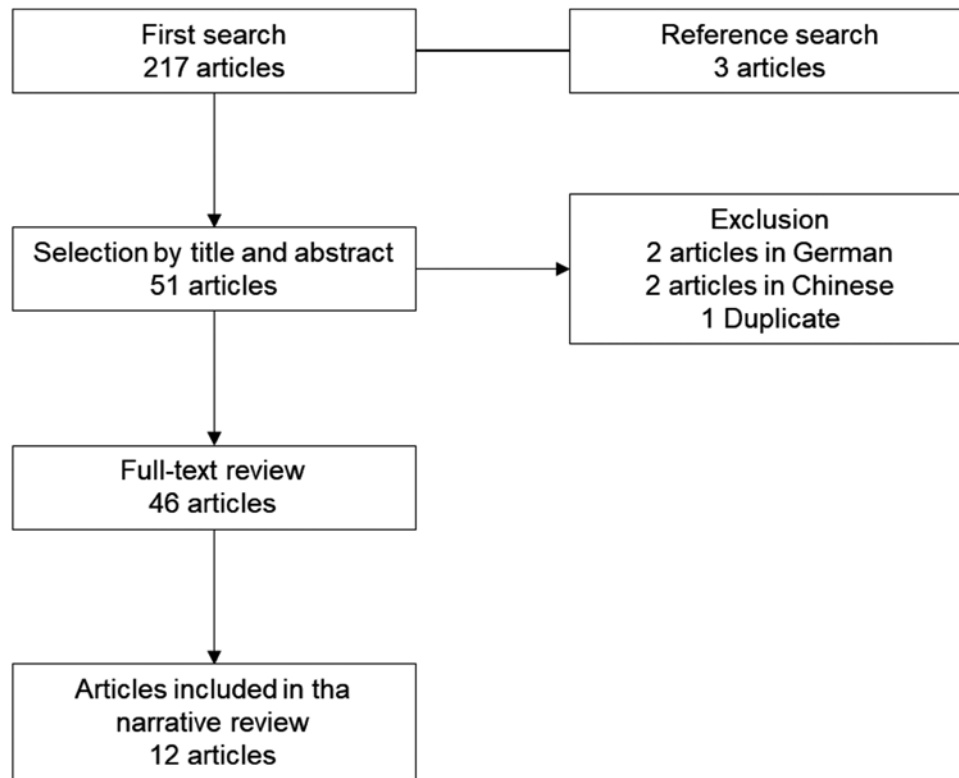 First search
217 articles
Reference search
3 articles
Selection by title and abstract
51 articles
Exclusion
2 articles in German
2 articles in Chinese
1 Duplicate
Full-text review
46 articles
Articles included in tha
narrative review
12 articles